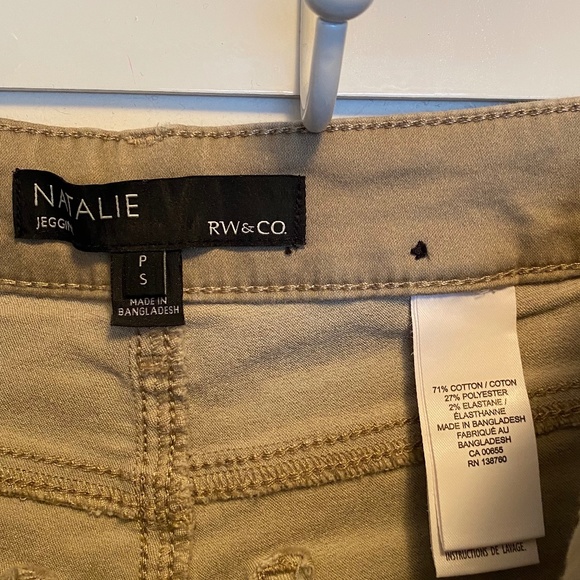 NATALIE
JEGGIN
RW&CO.
P
S
MADE IN
BANGLADESH
71% COTTON / COTON
27% POLYESTER
2% ELASTANE /
ÉLASTHANNE
MADE IN BANGLADESH
FABRIQUÉ AU
BANGLADESH
CA 00655
RN 138760
INSTRUCTIONS DE LAVAGE.